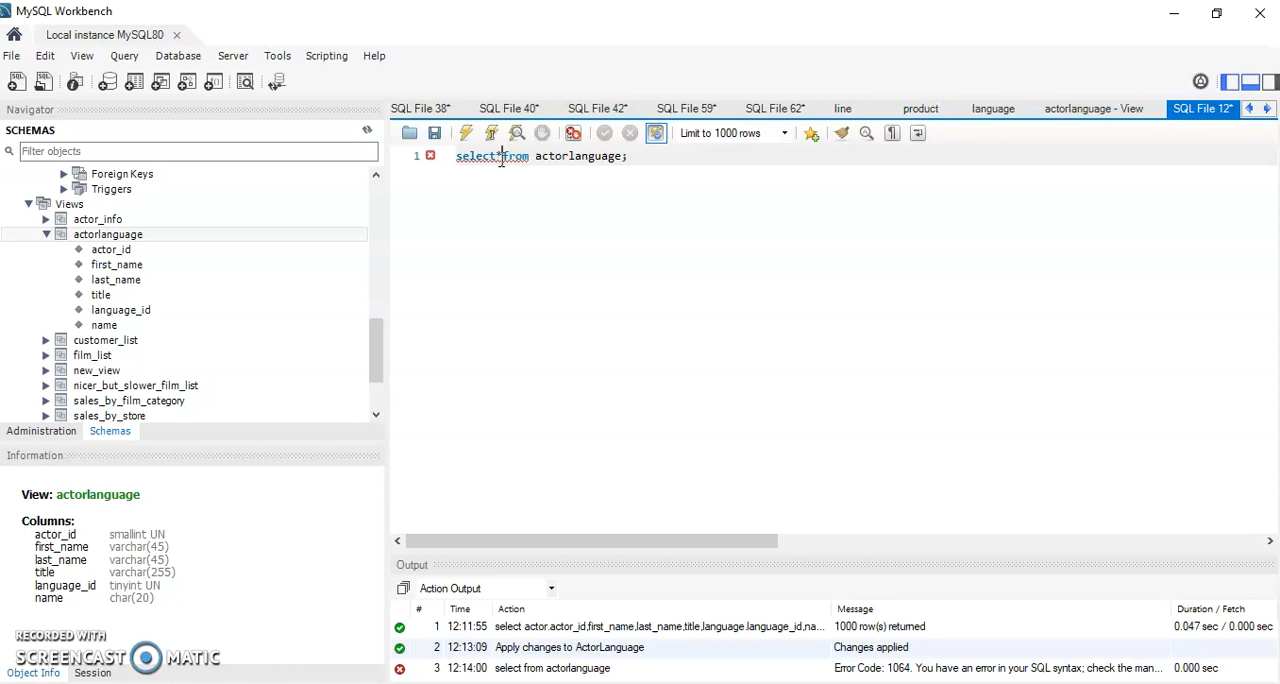 MySQL Workbench
Local instance MySQL80
File Edit View Query Database Server Tools Scripting Help
Navigator
SCHEMAS
Filter objects
Foreign Keys
Triggers
Views
actor_info
actorlanguage
actor_id
first_name
last_name
title
language_id
name
customer_list
film_list
new_view
nicer_but_slower_film_list
sales_by_film_category
sales_by_store
Administration Schemas
Information
View: actorlanguage
Columns:
actor_id smallint UN
first_name varchar(45)
last_name varchar(45)
title varchar(255)
language_id tinyint UN
name char(20)
RECORDED WITH
SCREENCAST MATIC
Object Info Session
SQL File 38* SQL File 40* SQL File 42* SQL File 59* SQL File 62* line product language actorlanguage - View SQL File 12*
Limit to 1000 rows
1 select*from actorlanguage;
Output
Action Output
# Time Action Message Duration / Fetch
1 12:11:55 select actor.actor_id,first_name,last_name,title,language.language_id,na... 1000 row(s) returned 0.047 sec / 0.000 sec
2 12:13:09 Apply changes to ActorLanguage Changes applied
3 12:14:00 select from actorlanguage Error Code: 1064. You have an error in your SQL syntax; check the man... 0.000 sec